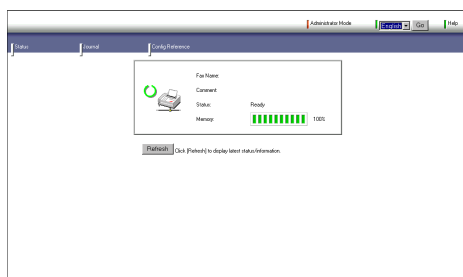 Administrator Mode English Go Help
Status Journal Config Reference
Fax Name:
Comment
Status: Ready
Memory: 100%
Refresh Click [Refresh] to display latest status/information.